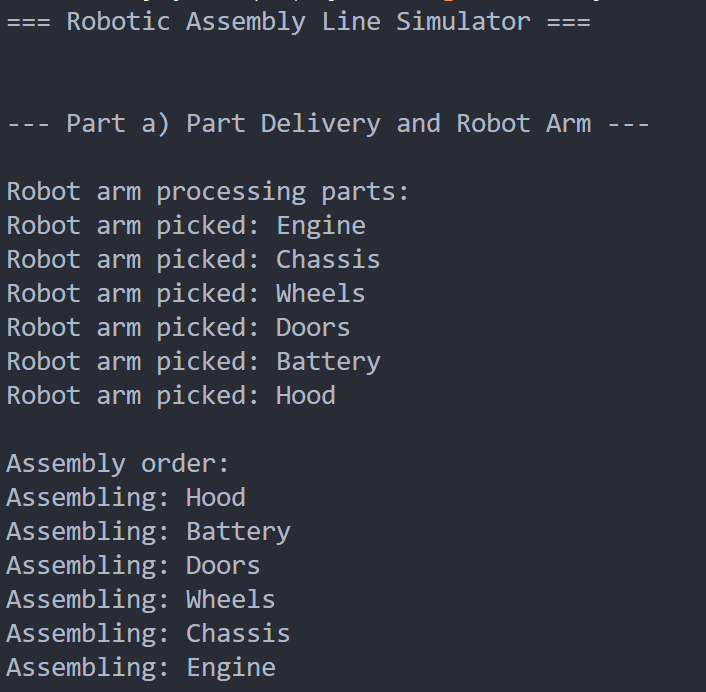 === Robotic Assembly Line Simulator ===
--- Part a) Part Delivery and Robot Arm ---
Robot arm processing parts:
Robot arm picked: Engine
Robot arm picked: Chassis
Robot arm picked: Wheels
Robot arm picked: Doors
Robot arm picked: Battery
Robot arm picked: Hood
Assembly order:
Assembling: Hood
Assembling: Battery
Assembling: Doors
Assembling: Wheels
Assembling: Chassis
Assembling: Engine